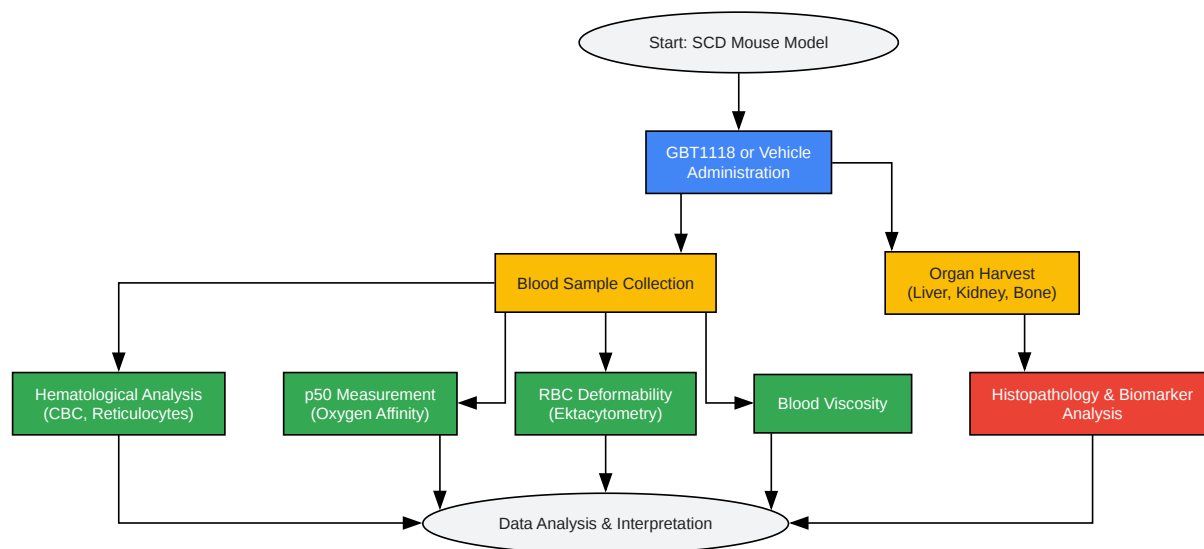 Start: SCD Mouse Model
GBT1118 or Vehicle
Administration
Blood Sample Collection
Organ Harvest
(Liver, Kidney, Bone)
Hematological Analysis
(CBC, Reticulocytes)
p50 Measurement
(Oxygen Affinity)
RBC Deformability
(Ektacytometry)
Blood Viscosity
Histopathology & Biomarker
Analysis
Data Analysis & Interpretation